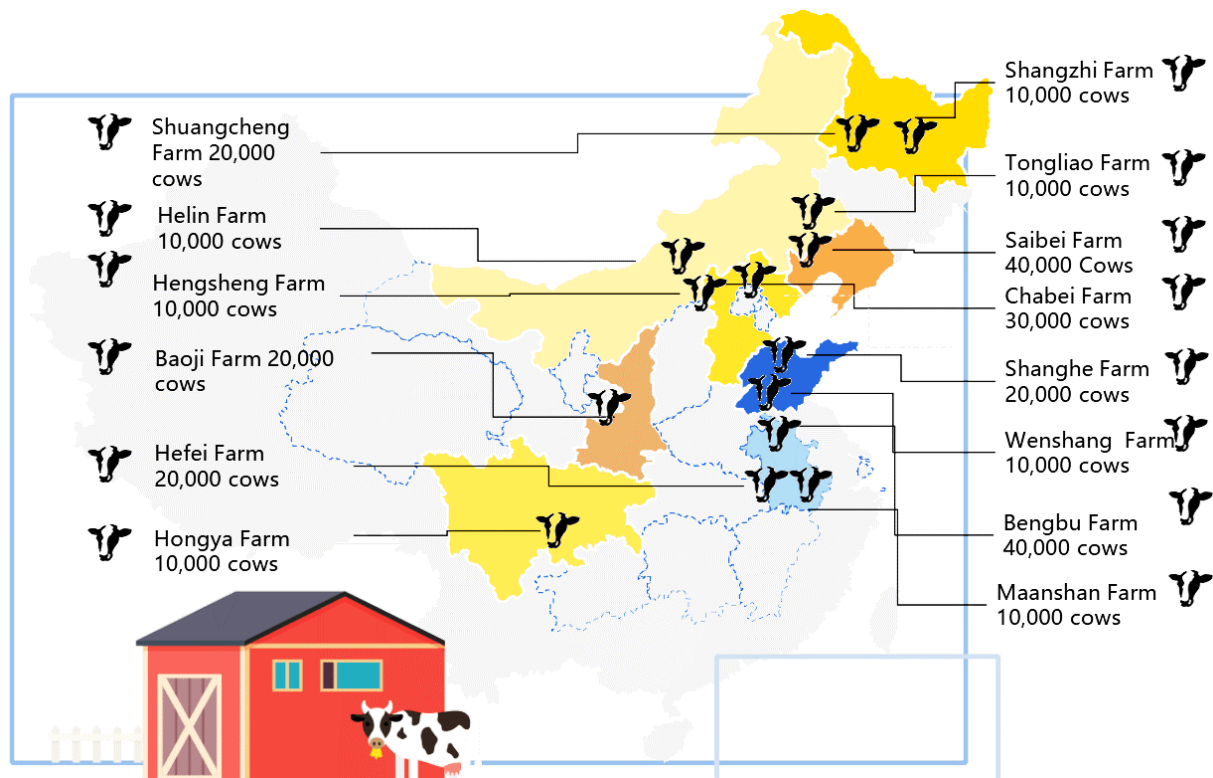 Shuangcheng
Farm 20,000
cows
Helin Farm
10,000 cows
Hengsheng Farm
10,000 cows
Baoji Farm 20,000
cows
Hefei Farm
20,000 cows
Hongya Farm
10,000 cows
Shangzhi Farm
10,000 cows
Tongliao Farm
10,000 cows
Saibei Farm
40,000 Cows
Chabei Farm
30,000 cows
Shanghe Farm
20,000 cows
Wenshang Farm
10,000 cows
Bengbu Farm
40,000 cows
Maanshan Farm
10,000 cows